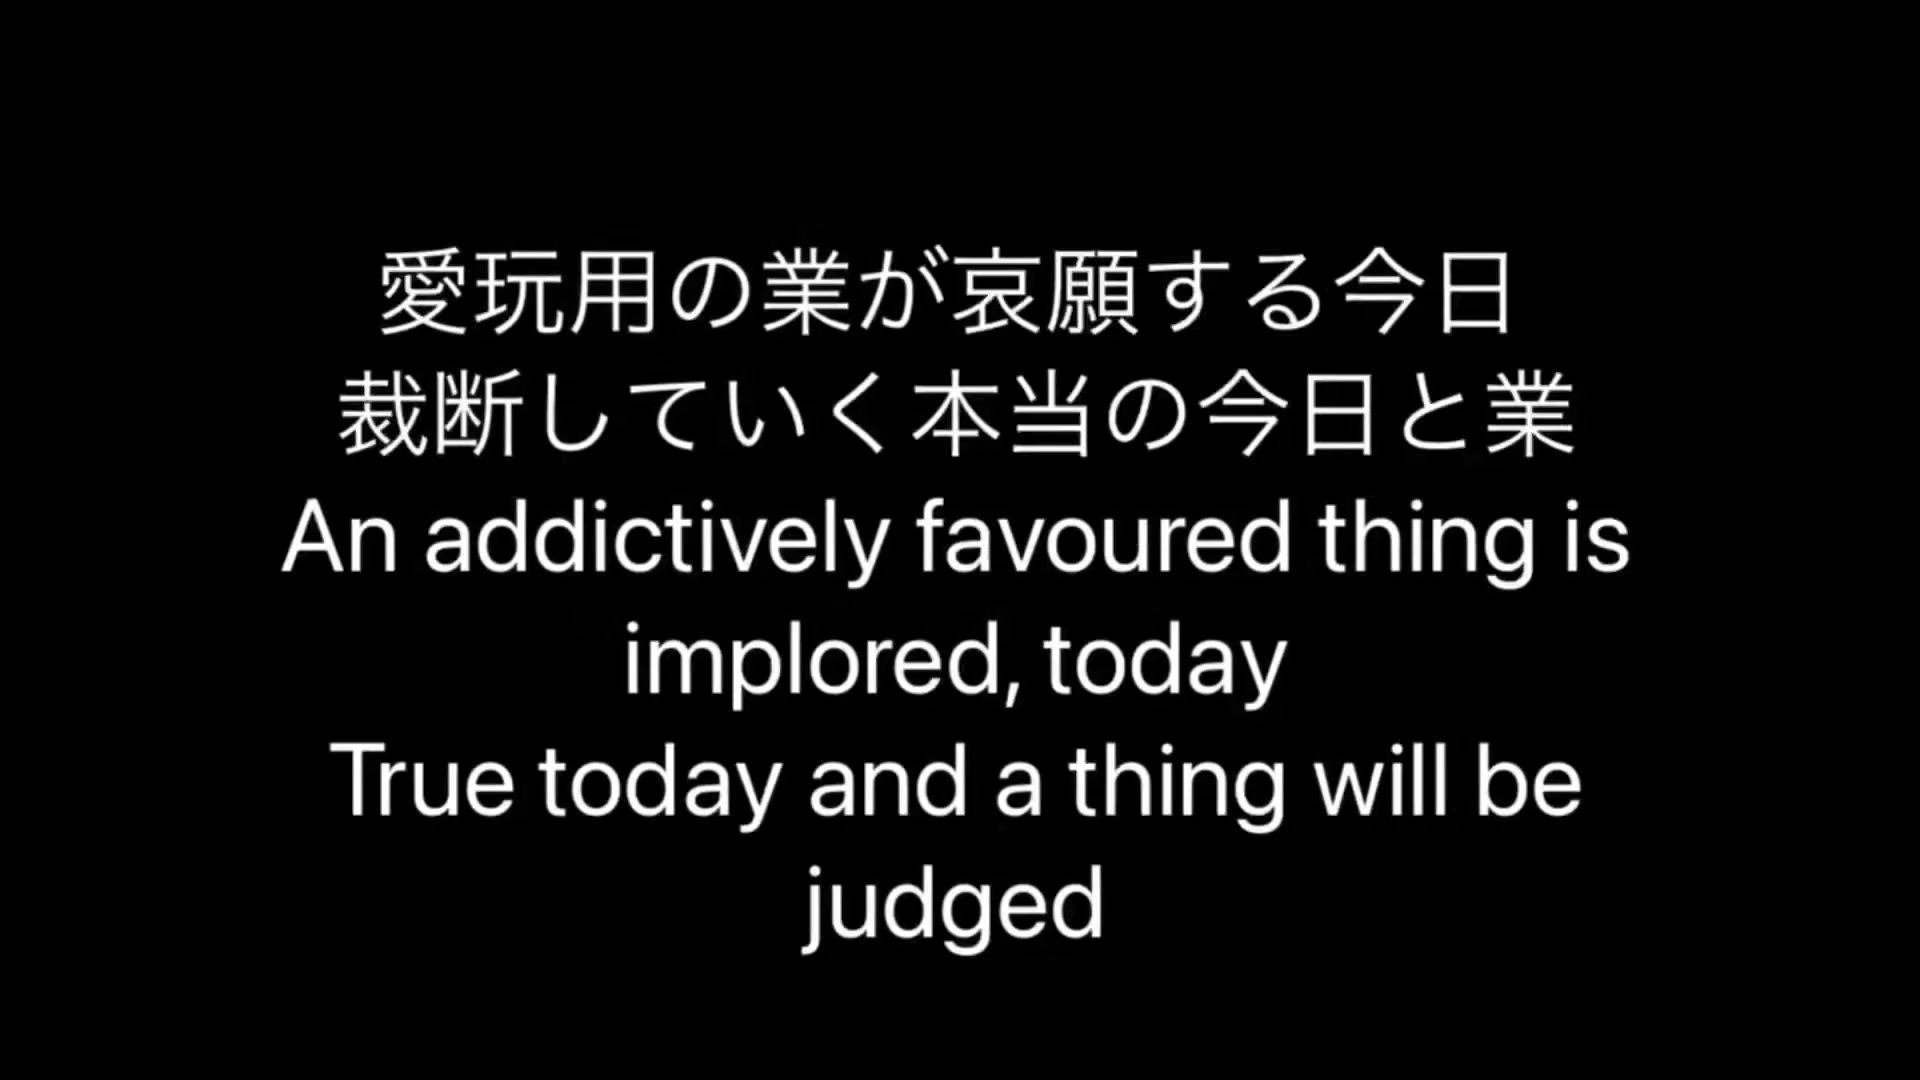 愛玩用の業が哀願する今日
裁断していく本当の今日と業
An addictively favoured thing is
implored, today
True today and a thing will be
judged